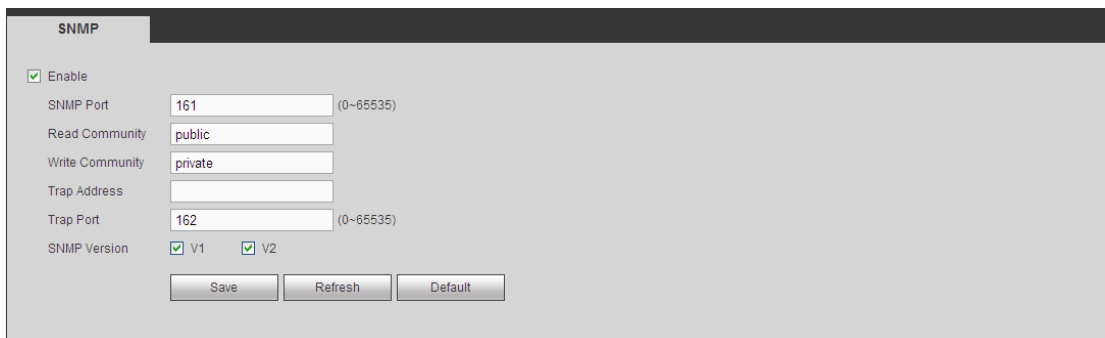 SNMP
Enable
SNMP Port 161 (0~65535)
Read Community public
Write Community private
Trap Address
Trap Port 162 (0~65535)
SNMP Version V1 V2
Save Refresh Default